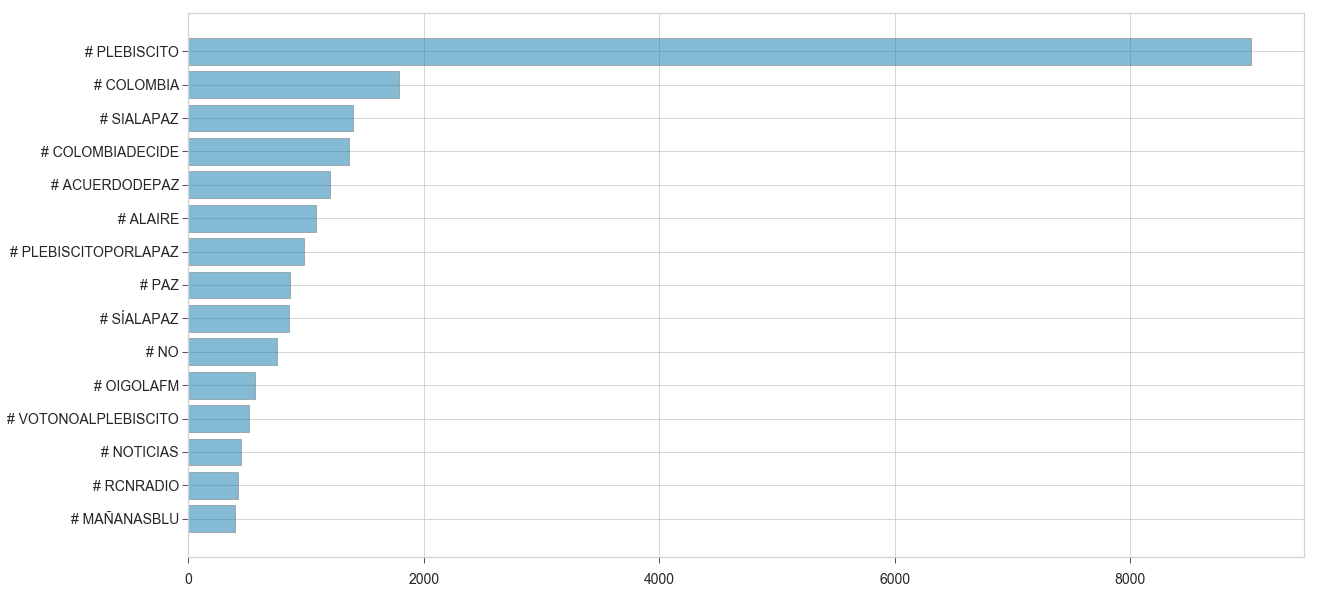 # PLEBISCITO
# COLOMBIA
# SIALAPAZ
# COLOMBIADECIDE
# ACUERDODEPAZ
# ALAIRE
# PLEBISCITOPORLAPAZ
# PAZ
# SÍALAPAZ
# NO
# OIGOLAFM
# VOTONOALPLEBISCITO
# NOTICIAS
# RCNRADIO
# MAÑANASBLU
0 2000 4000 6000 8000